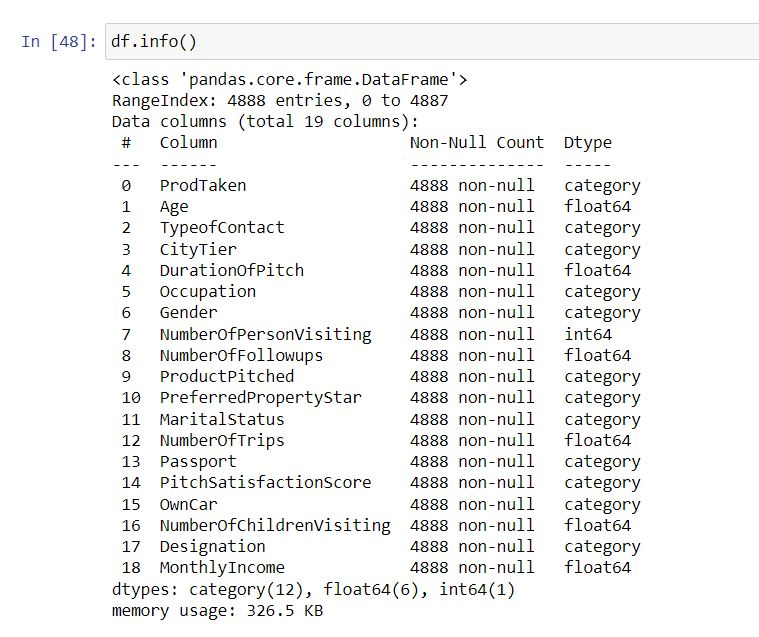 In [48]: df.info()
<class 'pandas.core.frame.DataFrame'>
RangeIndex: 4888 entries, 0 to 4887
Data columns (total 19 columns):
 #   Column                    Non-Null Count  Dtype
---  ------                    --------------  -----
 0   ProdTaken                 4888 non-null   category
 1   Age                       4888 non-null   float64
 2   TypeofContact             4888 non-null   category
 3   CityTier                  4888 non-null   category
 4   DurationOfPitch           4888 non-null   float64
 5   Occupation                4888 non-null   category
 6   Gender                    4888 non-null   category
 7   NumberOfPersonVisiting    4888 non-null   int64
 8   NumberOfFollowups         4888 non-null   float64
 9   ProductPitched            4888 non-null   category
 10  PreferredPropertyStar     4888 non-null   category
 11  MaritalStatus             4888 non-null   category
 12  NumberOfTrips             4888 non-null   float64
 13  Passport                  4888 non-null   category
 14  PitchSatisfactionScore    4888 non-null   category
 15  OwnCar                    4888 non-null   category
 16  NumberOfChildrenVisiting  4888 non-null   float64
 17  Designation               4888 non-null   category
 18  MonthlyIncome             4888 non-null   float64
dtypes: category(12), float64(6), int64(1)
memory usage: 326.5 KB